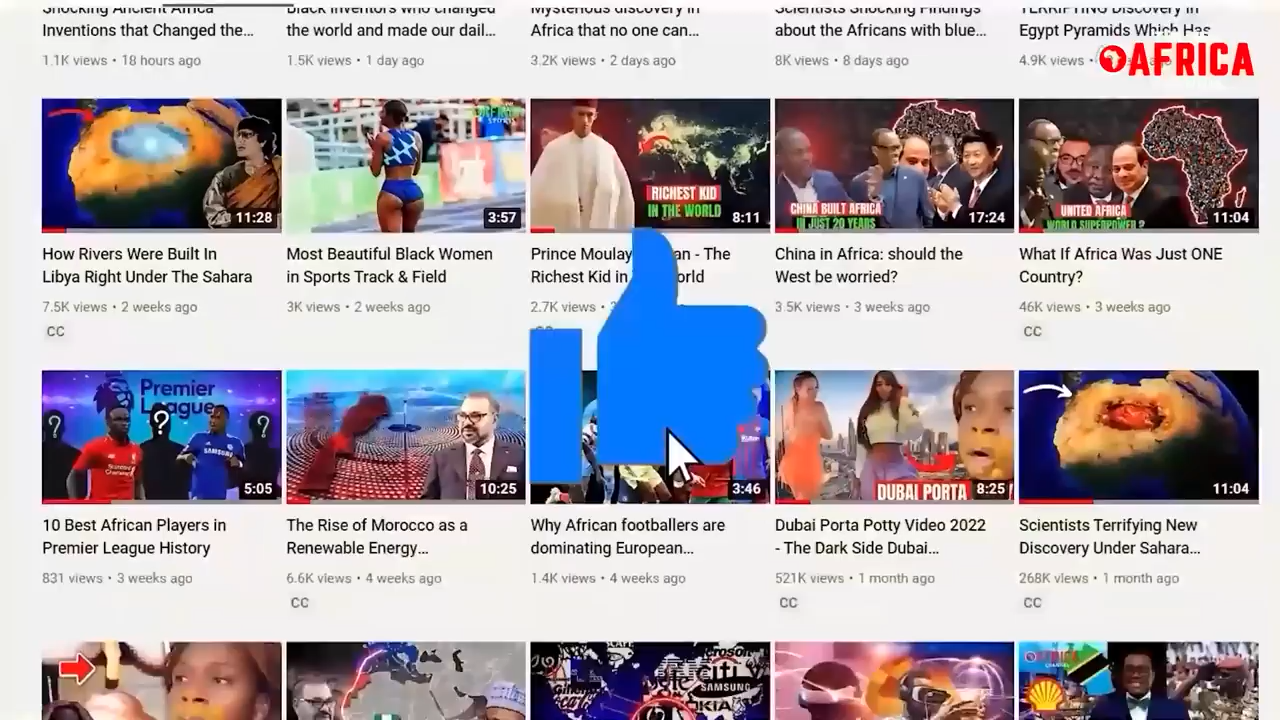 Shocking Ancient Africa
Inventions that Changed the...
1.1K views • 18 hours ago
Black Inventors who changed
the world and made our dail...
1.5K views • 1 day ago
Mysterious discovery in
Africa that no one can...
3.2K views • 2 days ago
Scientists Shocking Findings
about the Africans with blue...
8K views • 8 days ago
TERRIFYING Discovery in
Egypt Pyramids Which Has
4.9K views
AFRICA
11:28
How Rivers Were Built In
Libya Right Under The Sahara
7.5K views • 2 weeks ago
CC
SPORTS
3:57
Most Beautiful Black Women
in Sports Track & Field
3K views • 2 weeks ago
RICHEST KID
IN THE WORLD
8:11
Prince Moulay an - The
Richest Kid in orld
2.7K views
CHINA BUILT AFRICA
IN JUST 20 YEARS
17:24
China in Africa: should the
West be worried?
3.5K views • 3 weeks ago
UNITED AFRICA
WORLD SUPERPOWER ?
11:04
What If Africa Was Just ONE
Country?
46K views • 3 weeks ago
CC
Premier
League
?
?
?
SAMSUNG
5:05
10 Best African Players in
Premier League History
831 views • 3 weeks ago
10:25
The Rise of Morocco as a
Renewable Energy...
6.6K views • 4 weeks ago
CC
3:46
Why African footballers are
dominating European...
1.4K views • 4 weeks ago
DUBAI PORTA
8:25
Dubai Porta Potty Video 2022
- The Dark Side Dubai...
521K views • 1 month ago
CC
11:04
Scientists Terrifying New
Discovery Under Sahara...
268K views • 1 month ago
CC
Microsoft
citi
SAMSUNG
NOKIA
AFRICA